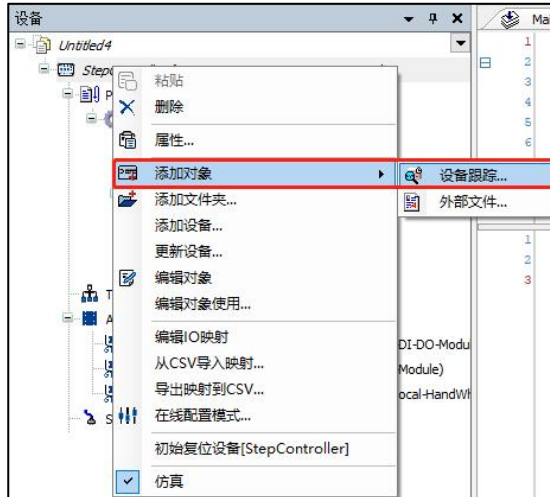 设备
Untitled4
Ma
Step
粘贴
删除
属性...
添加对象
设备跟踪...
添加文件夹...
外部文件...
添加设备...
更新设备...
编辑对象
编辑对象使用...
编辑IO映射
从CSV导入映射...
导出映射到CSV...
在线配置模式...
初始复位设备[StepController]
仿真
DI-DO-Modu
Module)
ocal-HandWh
1
2
3
4
5
6
1
2
3
P
T
A
S